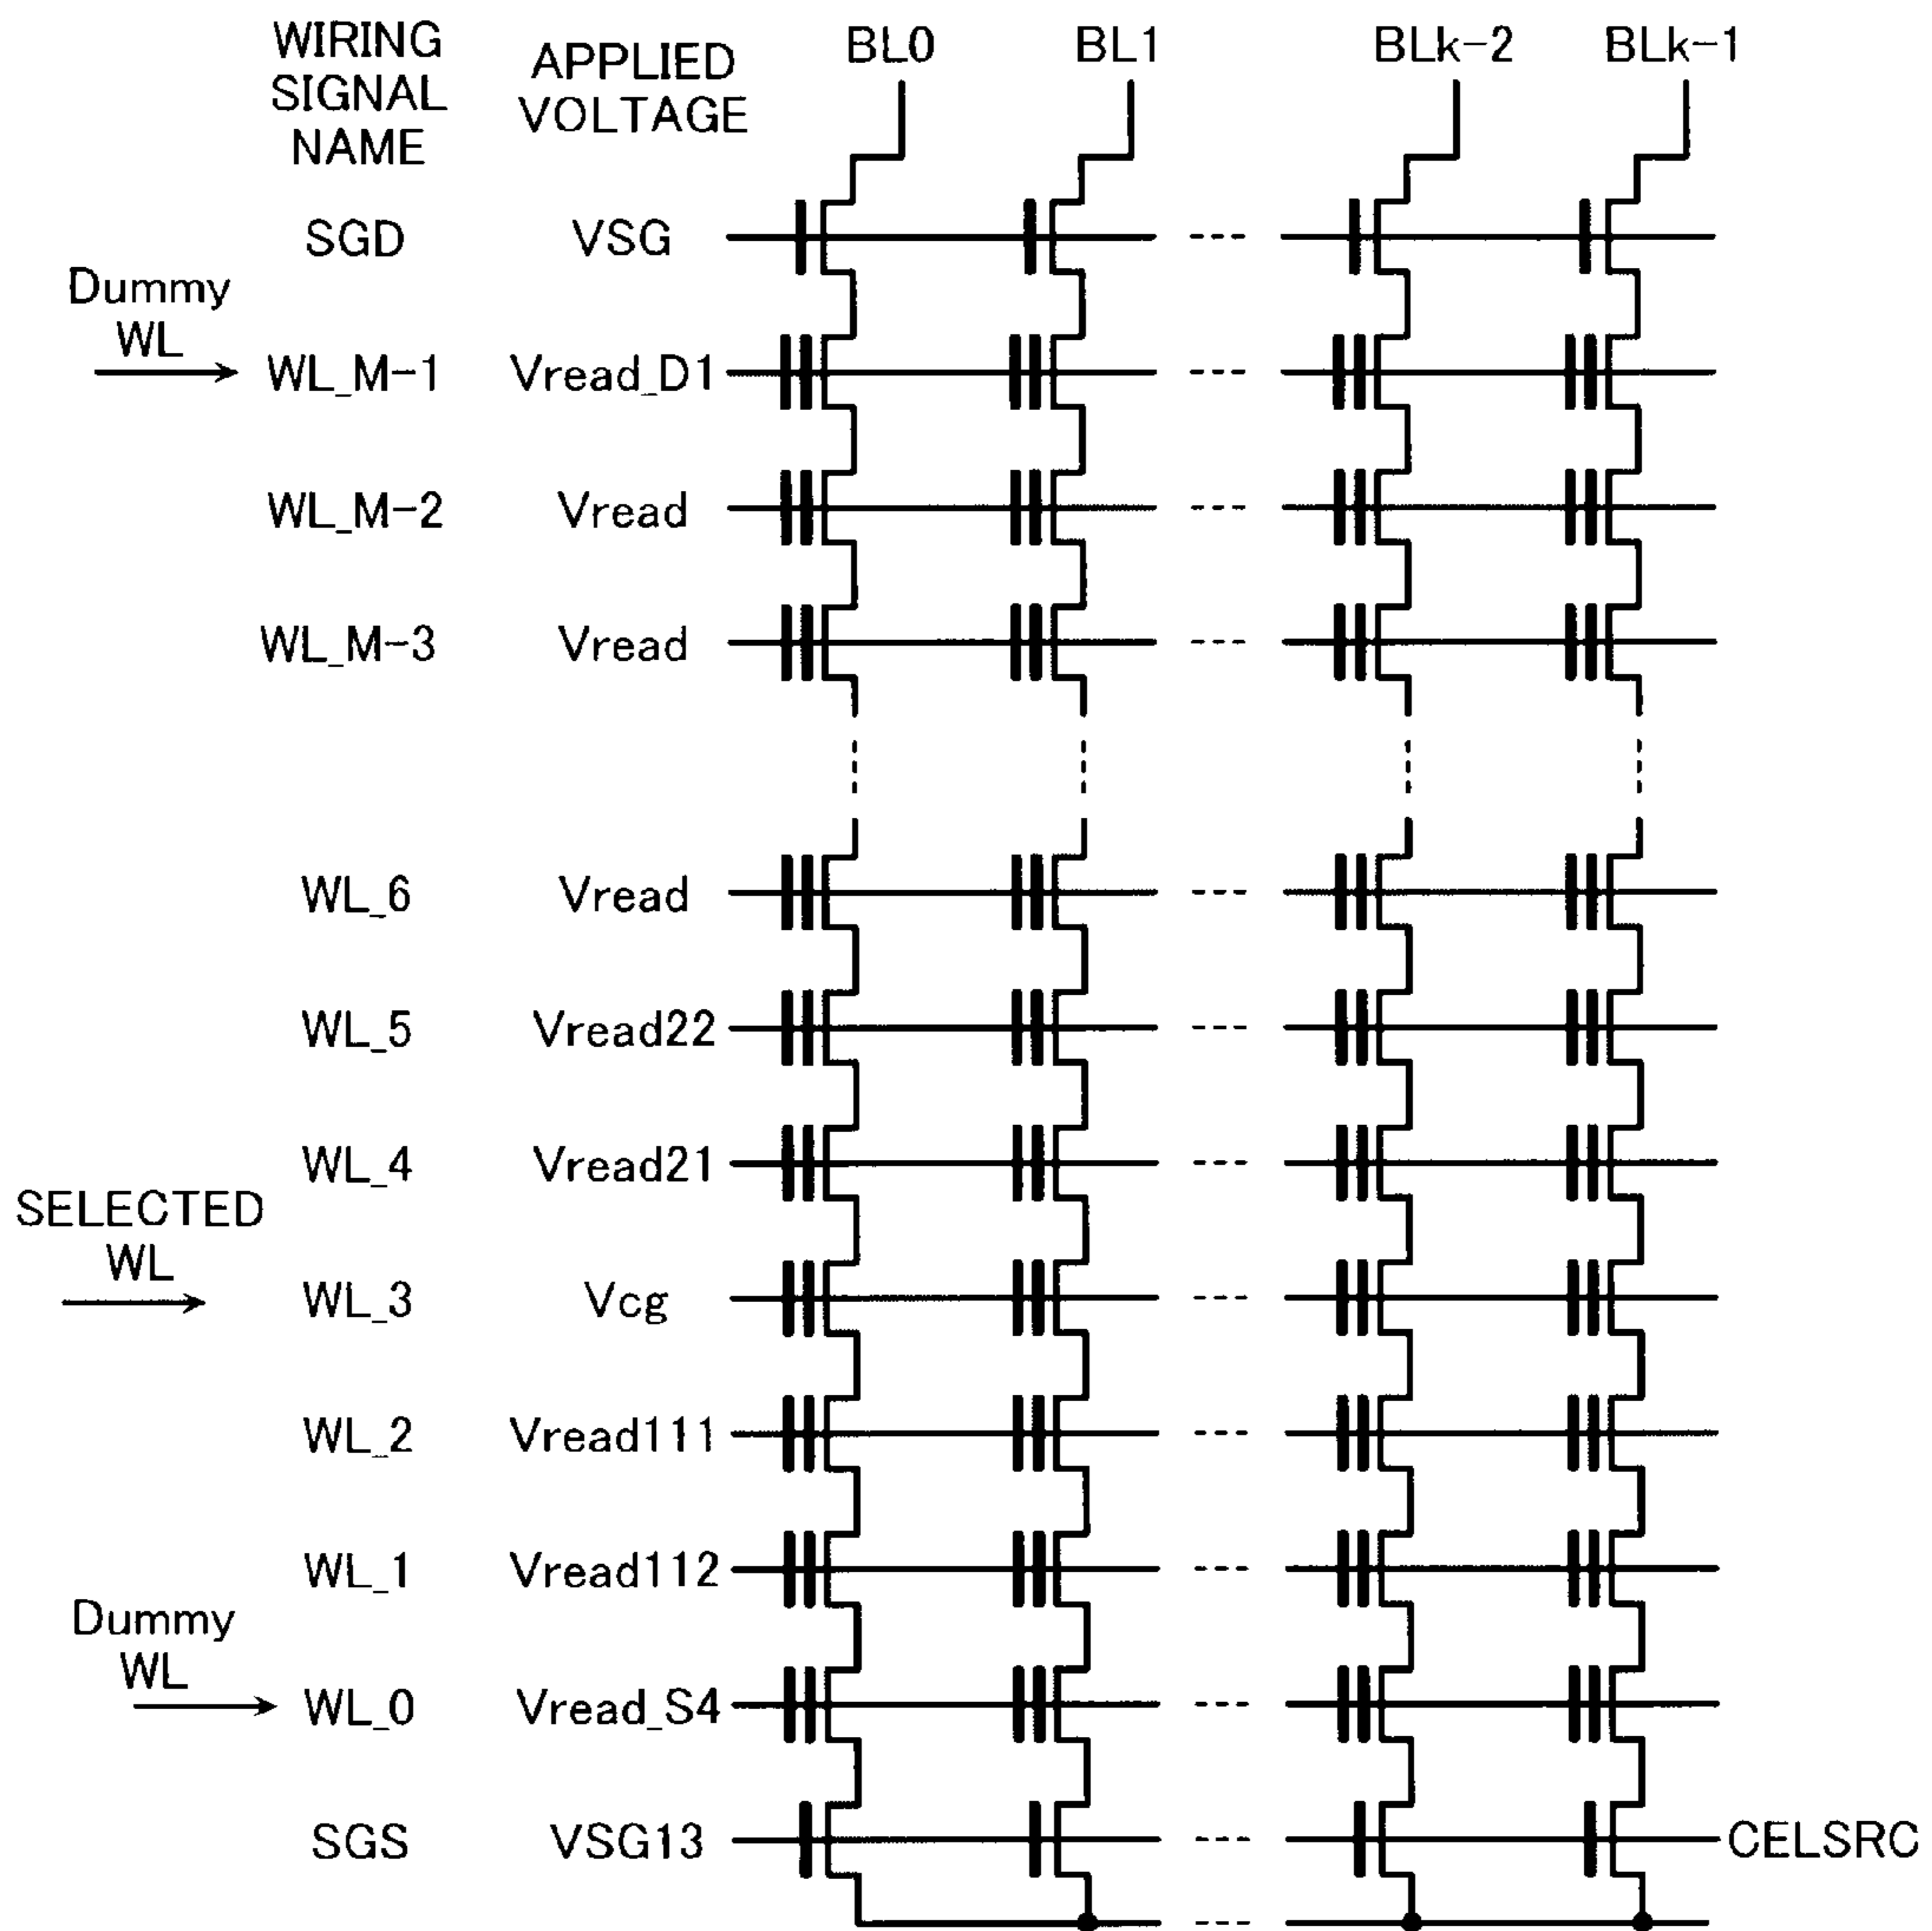 WIRING
SIGNAL
NAME
APPLIED
VOLTAGE
BL0 BL1 BLk-2 BLk-1
SGD VSG
Dummy
WL
WL_M-1 Vread_D1
WL_M-2 Vread
WL_M-3 Vread
WL_6 Vread
WL_5 Vread22
WL_4 Vread21
SELECTED
WL
WL_3 Vcg
WL_2 Vread111
WL_1 Vread112
Dummy
WL
WL_0 Vread_S4
SGS VSG13 CELSRC